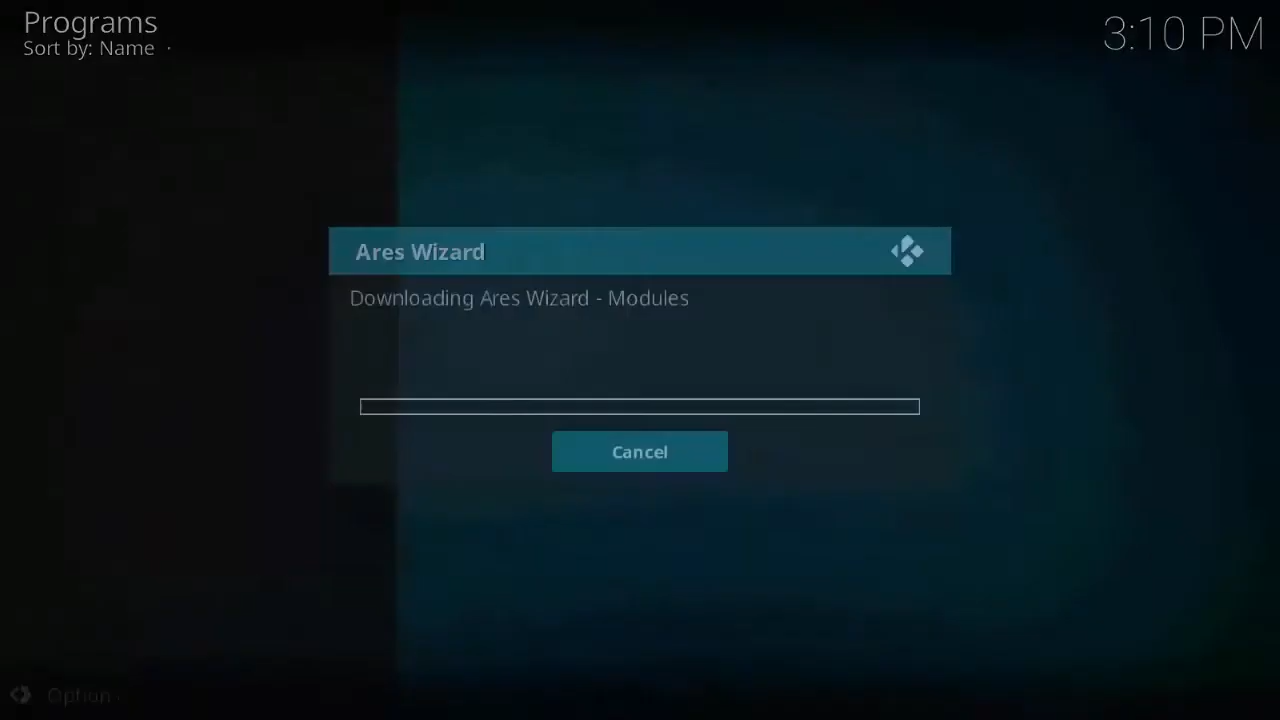 Programs
Sort by: Name ·
3:10 PM
Ares Wizard
Downloading Ares Wizard - Modules
Cancel